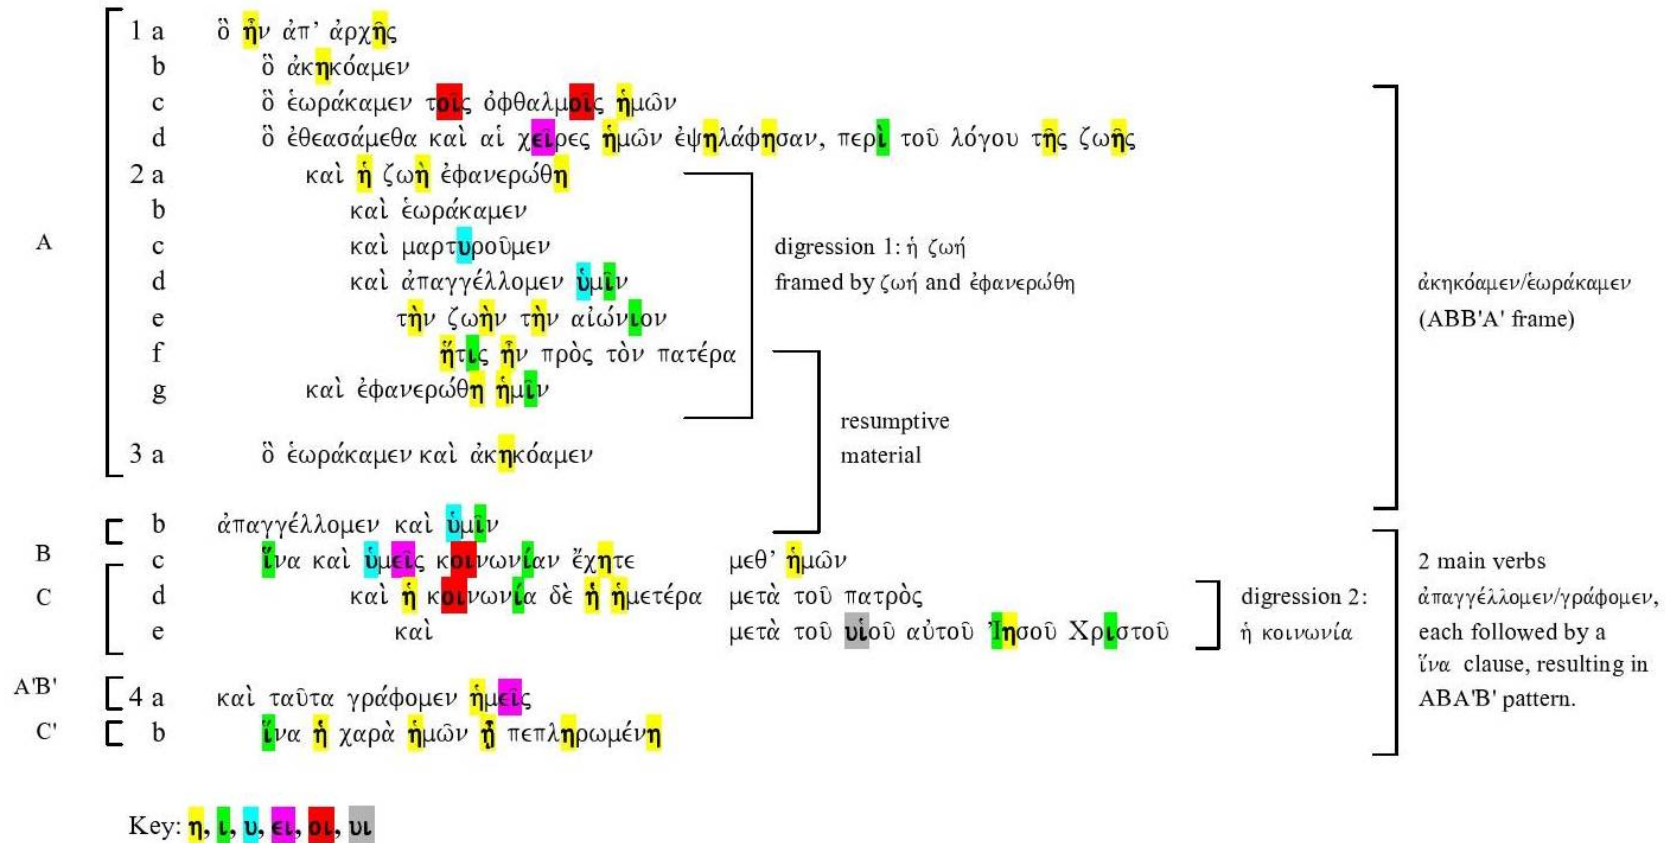 1 a ὃ ἦν ἀπ’ ἀρχῆς
b ὃ ἀκηκόαμεν
c ὃ ἑωράκαμεν τοῖς ὀφθαλμοῖς ἡμῶν
d ὃ ἐθεασάμεθα καὶ αἱ χεῖρες ἡμῶν ἐψηλάφησαν, περὶ τοῦ λόγου τῆς ζωῆς
2 a καὶ ἡ ζωὴ ἐφανερώθη
b καὶ ἑωράκαμεν
A c καὶ μαρτυροῦμεν digression 1: ἡ ζωή
d καὶ ἀπαγγέλλομεν ὑμῖν framed by ζωή and ἐφανερώθη ἀκηκόαμεν/ἑωράκαμεν
e τὴν ζωὴν τὴν αἰώνιον (ABB'A' frame)
f ἥτις ἦν πρὸς τὸν πατέρα
g καὶ ἐφανερώθη ἡμῖν
resumptive
3 a ὃ ἑωράκαμεν καὶ ἀκηκόαμεν material
b ἀπαγγέλλομεν καὶ ὑμῖν
B c ἵνα καὶ ὑμεῖς κοινωνίαν ἔχητε μεθ’ ἡμῶν 2 main verbs
C d καὶ ἡ κοινωνία δὲ ἡ ἡμετέρα μετὰ τοῦ πατρὸς digression 2: ἀπαγγέλλομεν/γράφομεν,
e καὶ μετὰ τοῦ υἱοῦ αὐτοῦ Ἰησοῦ Χριστοῦ ἡ κοινωνία each followed by a
ἵνα clause, resulting in
A'B' 4 a καὶ ταῦτα γράφομεν ἡμεῖς ABA'B' pattern.
C' b ἵνα ἡ χαρὰ ἡμῶν ᾖ πεπληρωμένη
Key: η, ι, υ, ει, οι, υι